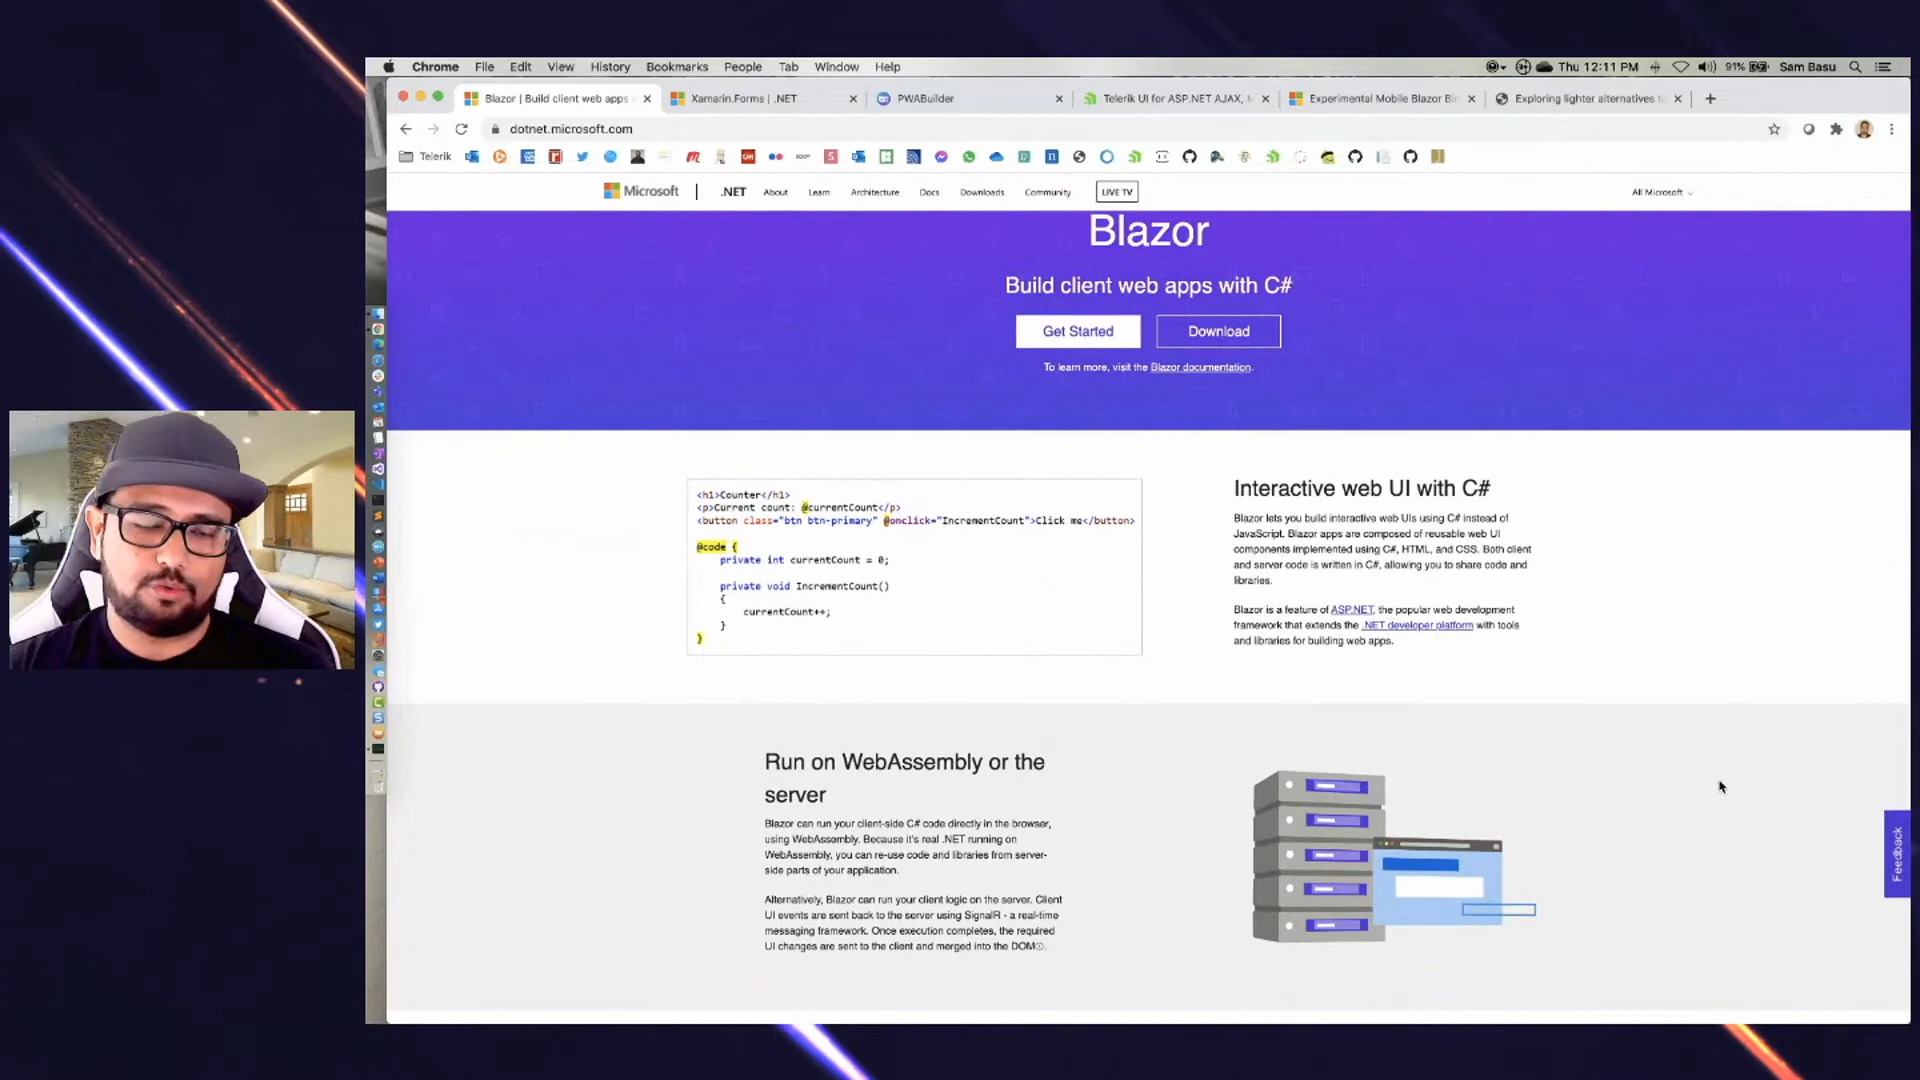 Chrome File Edit View History Bookmarks People Tab Window Help
Thu 12:11 PM 91% Sam Basu
Blazor | Build client web apps
Xamarin.Forms | .NET
PWABuilder
Telerik UI for ASP.NET AJAX,
Experimental Mobile Blazor Bi
Exploring lighter alternatives t
dotnet.microsoft.com
Telerik
Microsoft | .NET About Learn Architecture Docs Downloads Community LIVE TV
All Microsoft
Blazor
Build client web apps with C#
Get Started Download
To learn more, visit the Blazor documentation.
<h1>Counter</h1>
<p>Current count: @currentCount</p>
<button class="btn btn-primary" @onclick="IncrementCount">Click me</button>
@code {
private int currentCount = 0;
private void IncrementCount()
{
currentCount++;
}
}
Interactive web UI with C#
Blazor lets you build interactive web UIs using C# instead of
JavaScript. Blazor apps are composed of reusable web UI
components implemented using C#, HTML, and CSS. Both client
and server code is written in C#, allowing you to share code and
libraries.
Blazor is a feature of ASP.NET, the popular web development
framework that extends the .NET developer platform with tools
and libraries for building web apps.
Run on WebAssembly or the
server
Blazor can run your client-side C# code directly in the browser,
using WebAssembly. Because it's real .NET running on
WebAssembly, you can re-use code and libraries from server-
side parts of your application.
Alternatively, Blazor can run your client logic on the server. Client
UI events are sent back to the server using SignalR - a real-time
messaging framework. Once execution completes, the required
UI changes are sent to the client and merged into the DOM.
Feedback